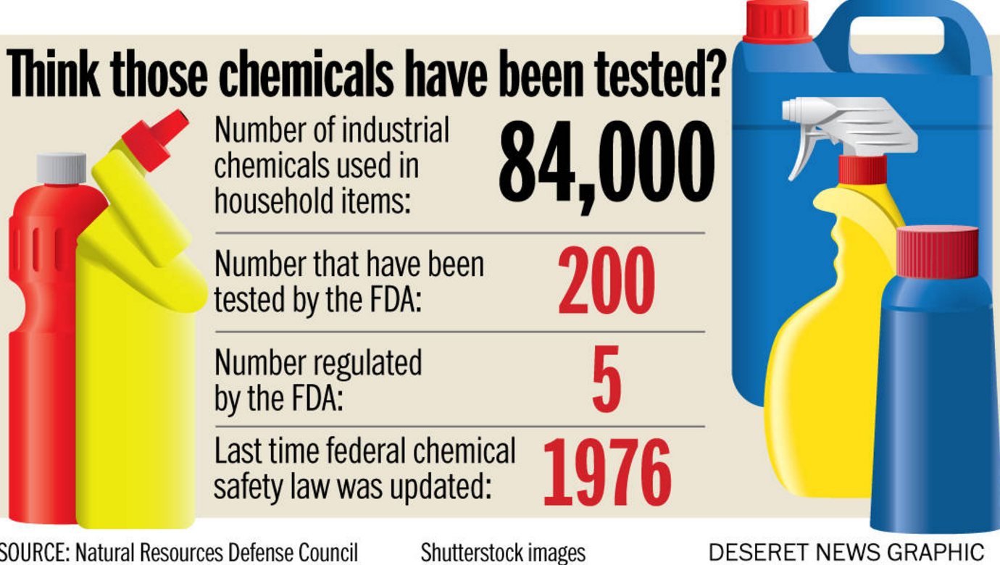 Think those chemicals have been tested?
Number of industrial
chemicals used in
household items:
84,000
Number that have been
tested by the FDA:
200
Number regulated
by the FDA:
5
Last time federal chemical
safety law was updated:
1976
SOURCE: Natural Resources Defense Council
Shutterstock images
DESERET NEWS GRAPHIC